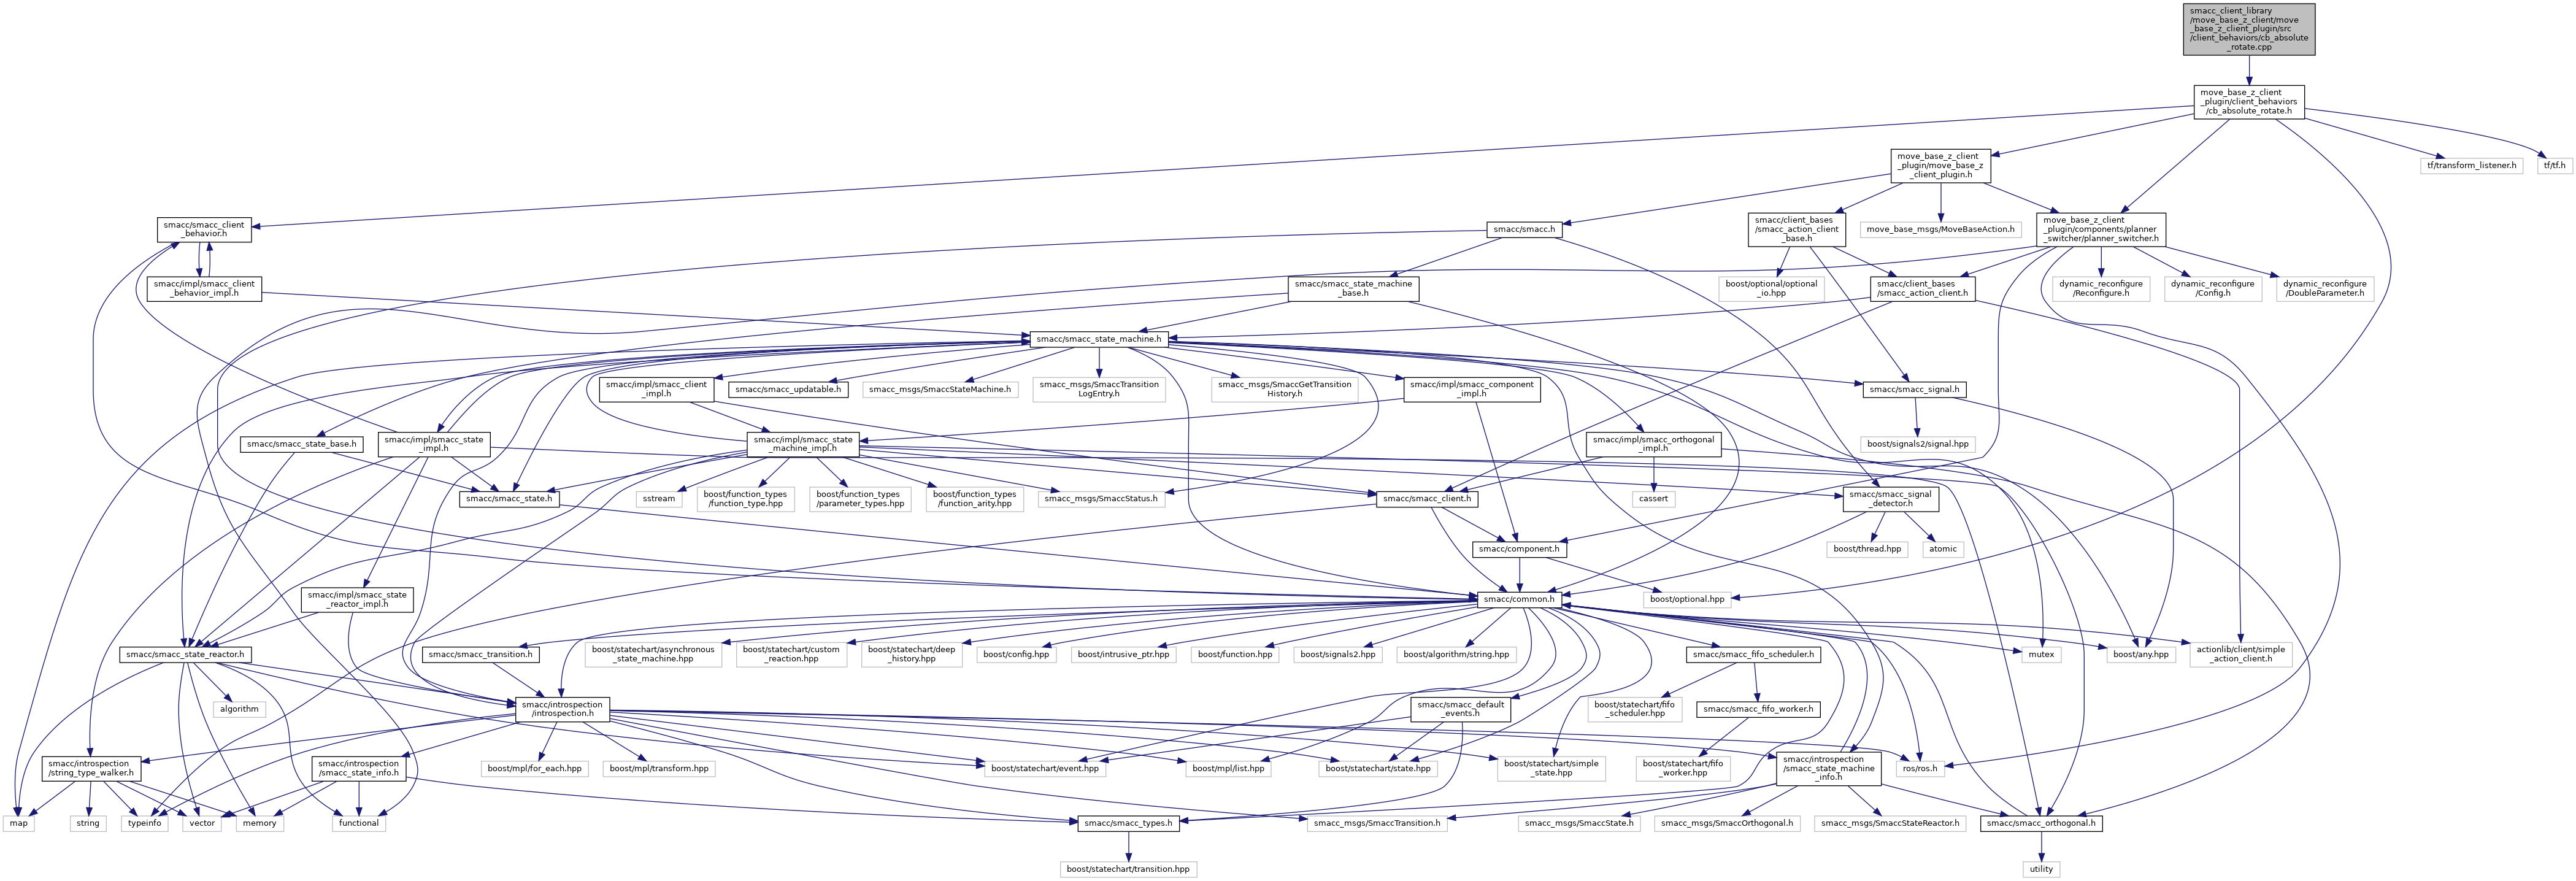 smacc_client_library
/move_base_z_client/move
_base_z_client_plugin/src
/client_behaviors/cb_absolute
_rotate.cpp
move_base_z_client
_plugin/client_behaviors
/cb_absolute_rotate.h
move_base_z_client
_plugin/move_base_z
_client_plugin.h
tf/transform_listener.h
tf/tf.h
smacc/smacc_client
_behavior.h
smacc/smacc.h
smacc/client_bases
/smacc_action_client
_base.h
move_base_msgs/MoveBaseAction.h
move_base_z_client
_plugin/components/planner
_switcher/planner_switcher.h
smacc/impl/smacc_client
_behavior_impl.h
smacc/smacc_state_machine
_base.h
boost/optional/optional
_io.hpp
smacc/client_bases
/smacc_action_client.h
dynamic_reconfigure
/Reconfigure.h
dynamic_reconfigure
/Config.h
dynamic_reconfigure
/DoubleParameter.h
smacc/smacc_state_machine.h
smacc/impl/smacc_client
_impl.h
smacc/smacc_updatable.h
smacc_msgs/SmaccStateMachine.h
smacc_msgs/SmaccTransition
LogEntry.h
smacc_msgs/SmaccGetTransition
History.h
smacc/impl/smacc_component
_impl.h
smacc/smacc_signal.h
smacc/smacc_state_base.h
smacc/impl/smacc_state
_impl.h
smacc/impl/smacc_state
_machine_impl.h
smacc/impl/smacc_orthogonal
_impl.h
boost/signals2/signal.hpp
smacc/smacc_state.h
sstream
boost/function_types
/function_type.hpp
boost/function_types
/parameter_types.hpp
boost/function_types
/function_arity.hpp
smacc_msgs/SmaccStatus.h
smacc/smacc_client.h
cassert
smacc/smacc_signal
_detector.h
smacc/component.h
boost/thread.hpp
atomic
smacc/impl/smacc_state
_reactor_impl.h
smacc/common.h
boost/optional.hpp
smacc/smacc_state_reactor.h
smacc/smacc_transition.h
boost/statechart/asynchronous
_state_machine.hpp
boost/statechart/custom
_reaction.hpp
boost/statechart/deep
_history.hpp
boost/config.hpp
boost/intrusive_ptr.hpp
boost/function.hpp
boost/signals2.hpp
boost/algorithm/string.hpp
smacc/smacc_fifo_scheduler.h
mutex
boost/any.hpp
actionlib/client/simple
_action_client.h
algorithm
smacc/introspection
/introspection.h
smacc/smacc_default
_events.h
boost/statechart/fifo
_scheduler.hpp
smacc/smacc_fifo_worker.h
smacc/introspection
/string_type_walker.h
smacc/introspection
/smacc_state_info.h
boost/mpl/for_each.hpp
boost/mpl/transform.hpp
boost/statechart/event.hpp
boost/mpl/list.hpp
boost/statechart/state.hpp
boost/statechart/simple
_state.hpp
boost/statechart/fifo
_worker.hpp
smacc/introspection
/smacc_state_machine
_info.h
ros/ros.h
map
string
typeinfo
vector
memory
functional
smacc/smacc_types.h
smacc_msgs/SmaccTransition.h
smacc_msgs/SmaccState.h
smacc_msgs/SmaccOrthogonal.h
smacc_msgs/SmaccStateReactor.h
smacc/smacc_orthogonal.h
boost/statechart/transition.hpp
utility